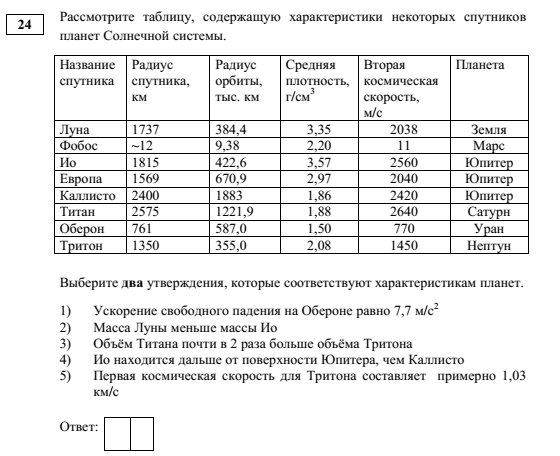 24
Рассмотрите таблицу, содержащую характеристики некоторых спутников
планет Солнечной системы.
Название спутника | Радиус спутника, км | Радиус орбиты, тыс. км | Средняя плотность, г/см³ | Вторая космическая скорость, м/с | Планета
Луна | 1737 | 384,4 | 3,35 | 2038 | Земля
Фобос | ~12 | 9,38 | 2,20 | 11 | Марс
Ио | 1815 | 422,6 | 3,57 | 2560 | Юпитер
Европа | 1569 | 670,9 | 2,97 | 2040 | Юпитер
Каллисто | 2400 | 1883 | 1,86 | 2420 | Юпитер
Титан | 2575 | 1221,9 | 1,88 | 2640 | Сатурн
Оберон | 761 | 587,0 | 1,50 | 770 | Уран
Тритон | 1350 | 355,0 | 2,08 | 1450 | Нептун
Выберите два утверждения, которые соответствуют характеристикам планет.
1) Ускорение свободного падения на Обероне равно 7,7 м/с²
2) Масса Луны меньше массы Ио
3) Объём Титана почти в 2 раза больше объёма Тритона
4) Ио находится дальше от поверхности Юпитера, чем Каллисто
5) Первая космическая скорость для Тритона составляет примерно 1,03
км/с
Ответ: